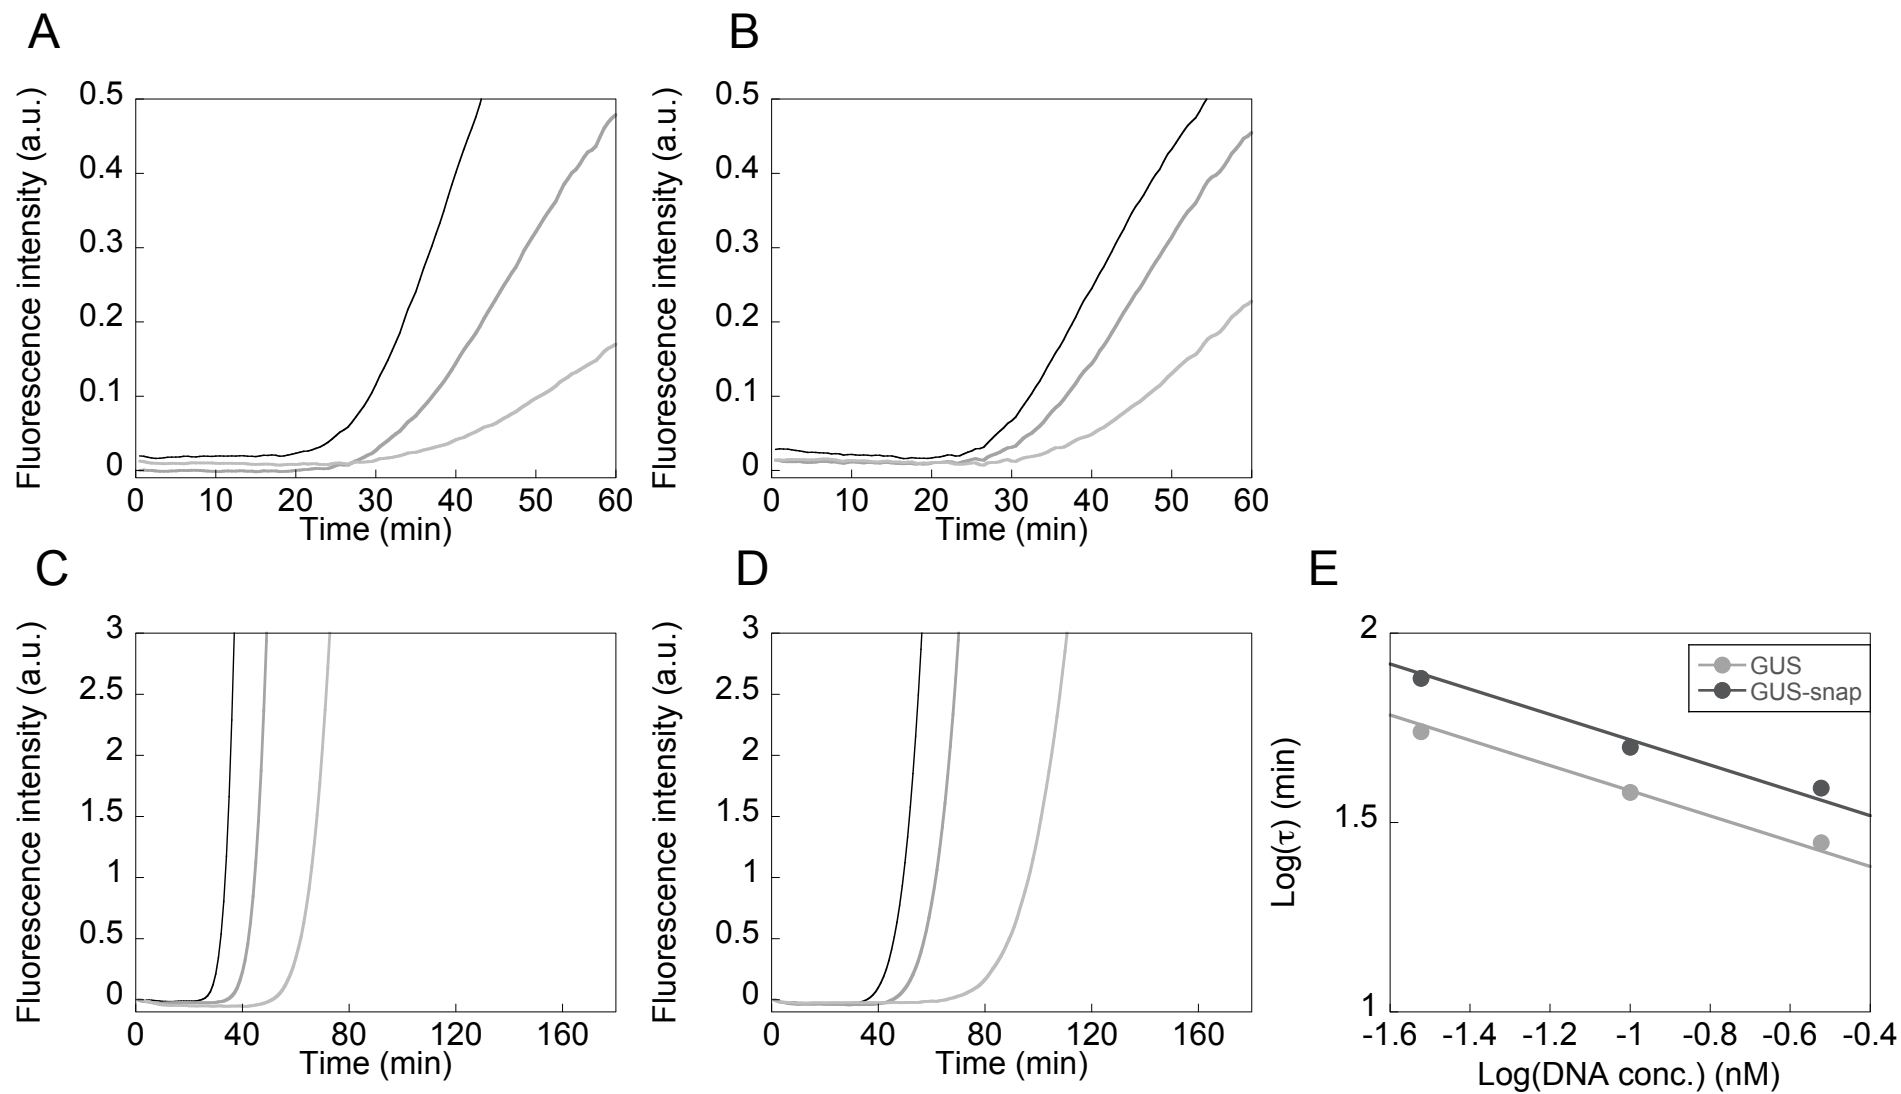 A
Fluorescence intensity (a.u.)
0.5
0.4
0.3
0.2
0.1
0
0 10 20 30 40 50 60
Time (min)
B
Fluorescence intensity (a.u.)
0.5
0.4
0.3
0.2
0.1
0
0 10 20 30 40 50 60
Time (min)
C
Fluorescence intensity (a.u.)
3
2.5
2
1.5
1
0.5
0
0 40 80 120 160
Time (min)
D
Fluorescence intensity (a.u.)
3
2.5
2
1.5
1
0.5
0
0 40 80 120 160
Time (min)
E
Log(τ) (min)
2
1.5
1
GUS
GUS-snap
-1.6 -1.4 -1.2 -1 -0.8 -0.6 -0.4
Log(DNA conc.) (nM)